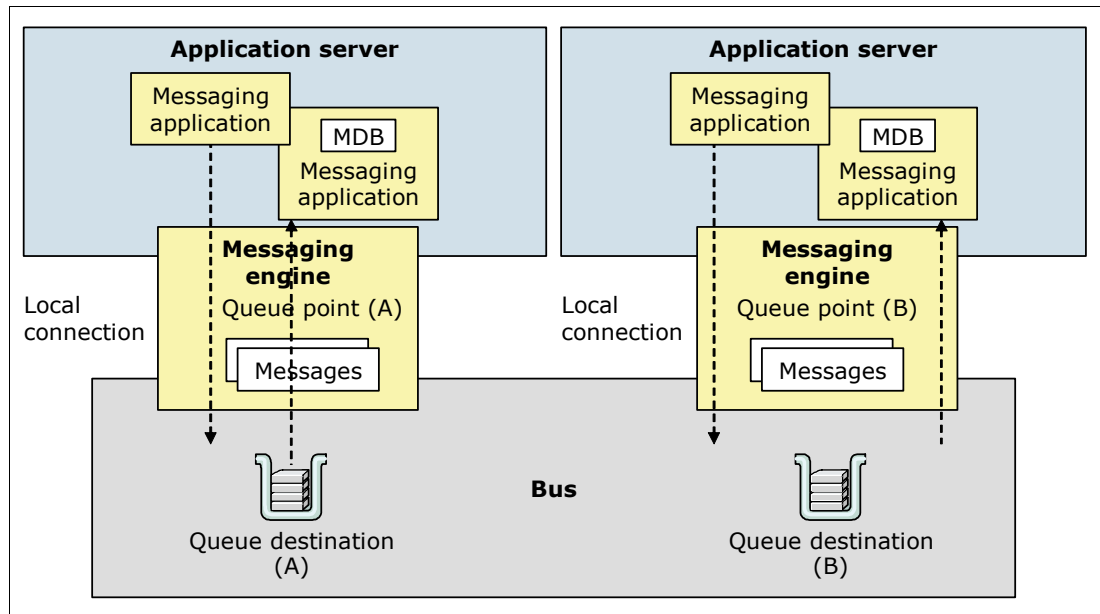 Application server
Messaging
application
MDB
Messaging
application
Messaging
engine
Queue point (A)
Messages
Local
connection
Application server
Messaging
application
MDB
Messaging
application
Messaging
engine
Queue point (B)
Messages
Local
connection
Bus
Queue destination
(A)
Queue destination
(B)